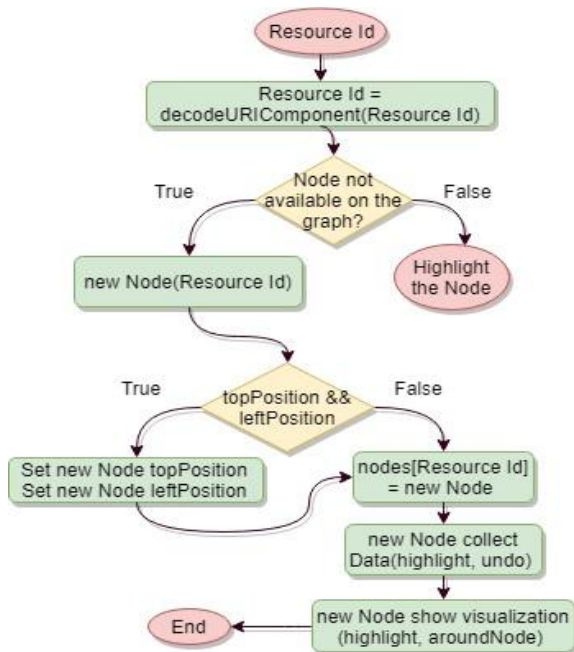 Resource Id
Resource Id =
decodeURIComponent(Resource Id)
Node not
available on the
graph?
True
False
new Node(Resource Id)
Highlight
the Node
True
False
topPosition &&
leftPosition
Set new Node topPosition
Set new Node leftPosition
nodes[Resource Id]
= new Node
new Node collect
Data(highlight, undo)
new Node show visualization
(highlight, aroundNode)
End